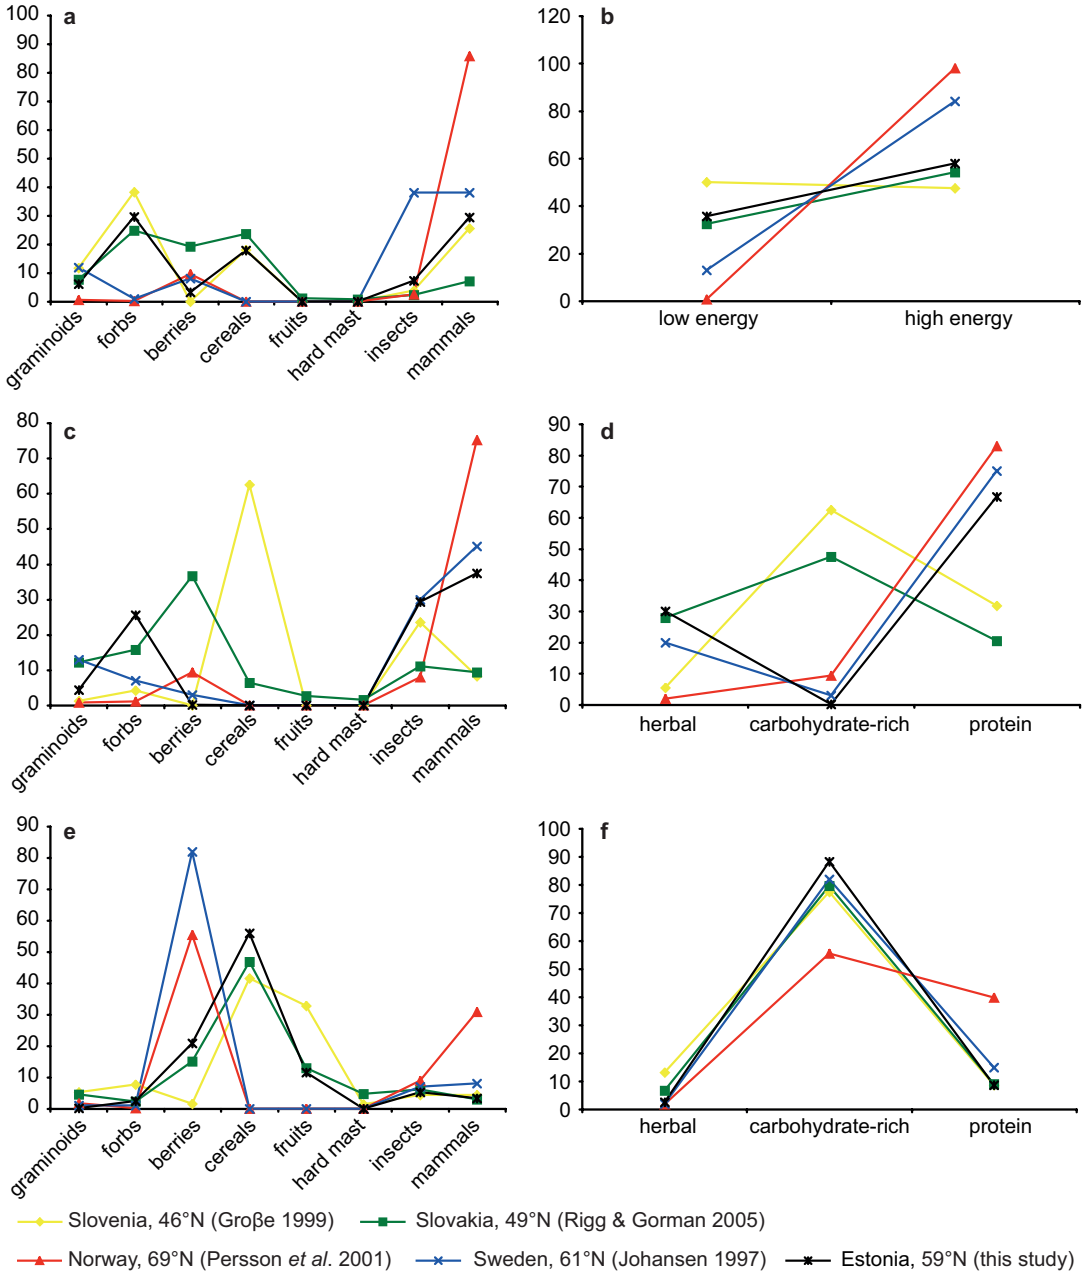 a
100
90
80
70
60
50
40
30
20
10
0
graminoids
forbs
berries
cereals
fruits
hard mast
insects
mammals
b
120
100
80
60
40
20
0
low energy
high energy
c
80
70
60
50
40
30
20
10
0
graminoids
forbs
berries
cereals
fruits
hard mast
insects
mammals
d
90
80
70
60
50
40
30
20
10
0
herbal
carbohydrate-rich
protein
e
90
80
70
60
50
40
30
20
10
0
graminoids
forbs
berries
cereals
fruits
hard mast
insects
mammals
f
100
90
80
70
60
50
40
30
20
10
0
herbal
carbohydrate-rich
protein
Slovenia, 46°N (Groβe 1999)
Slovakia, 49°N (Rigg & Gorman 2005)
Norway, 69°N (Persson et al. 2001)
Sweden, 61°N (Johansen 1997)
Estonia, 59°N (this study)